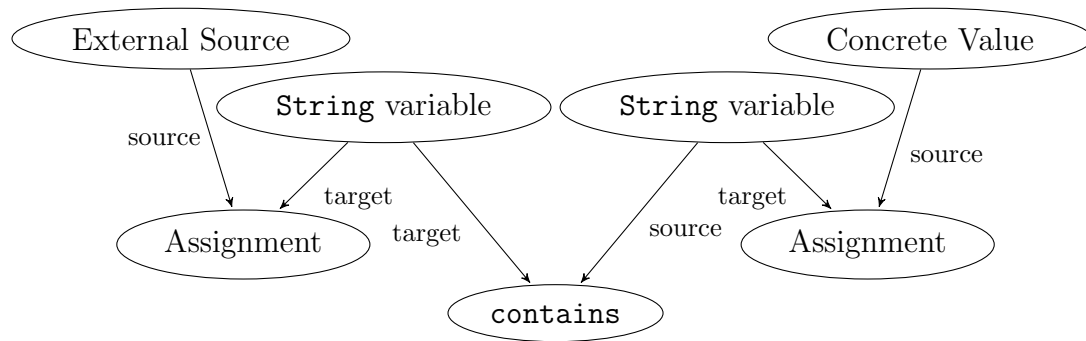 External Source
Concrete Value
String variable
String variable
source
source
target
target
target
source
Assignment
Assignment
contains